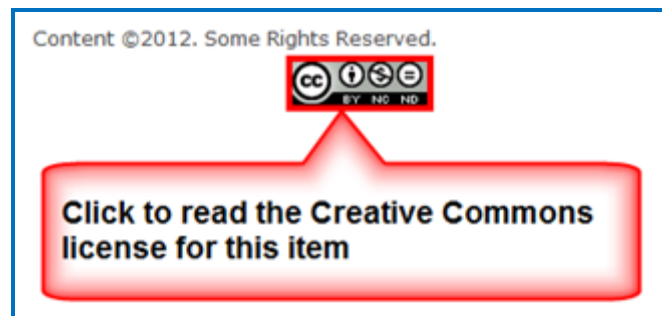 Content ©2012. Some Rights Reserved.
cc
BY NC ND
Click to read the Creative Commons
license for this item